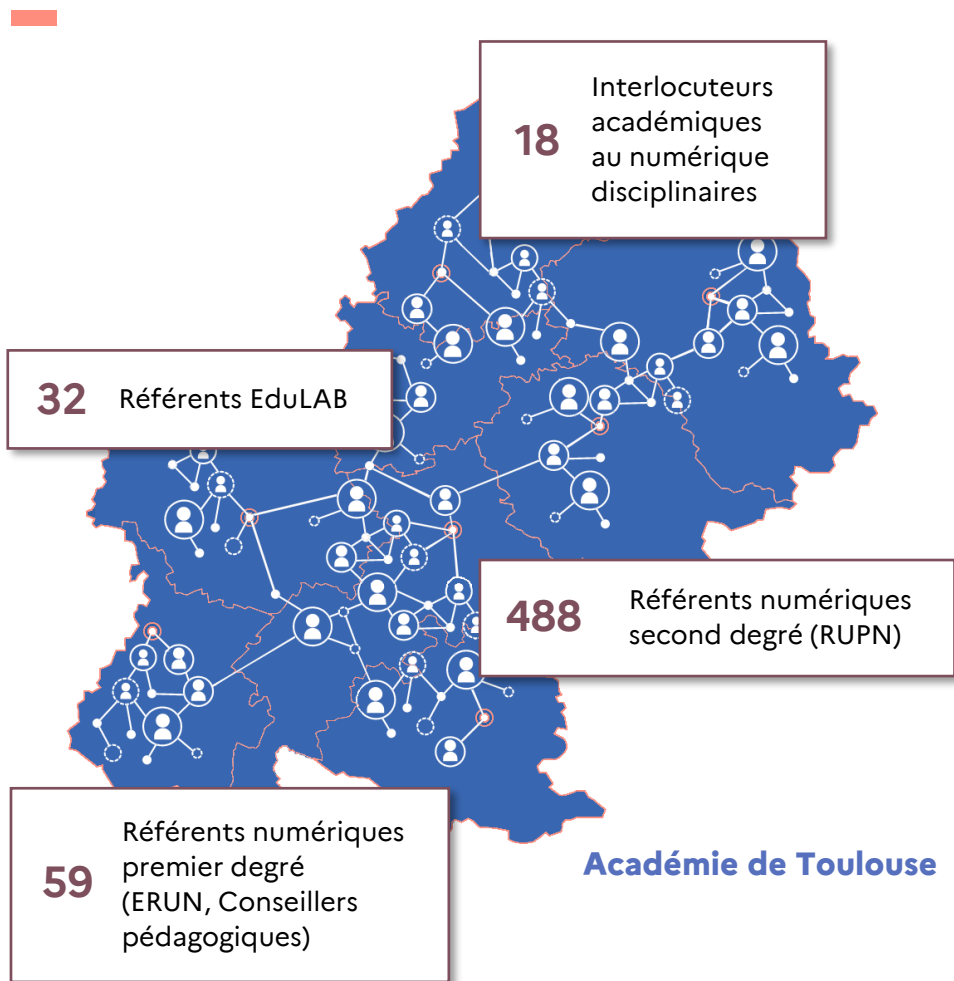 18
Interlocuteurs
académiques
au numérique
disciplinaires
32
Référents EduLAB
488
Référents numériques
second degré (RUPN)
59
Référents numériques
premier degré
(ERUN, Conseillers
pédagogiques)
Académie de Toulouse